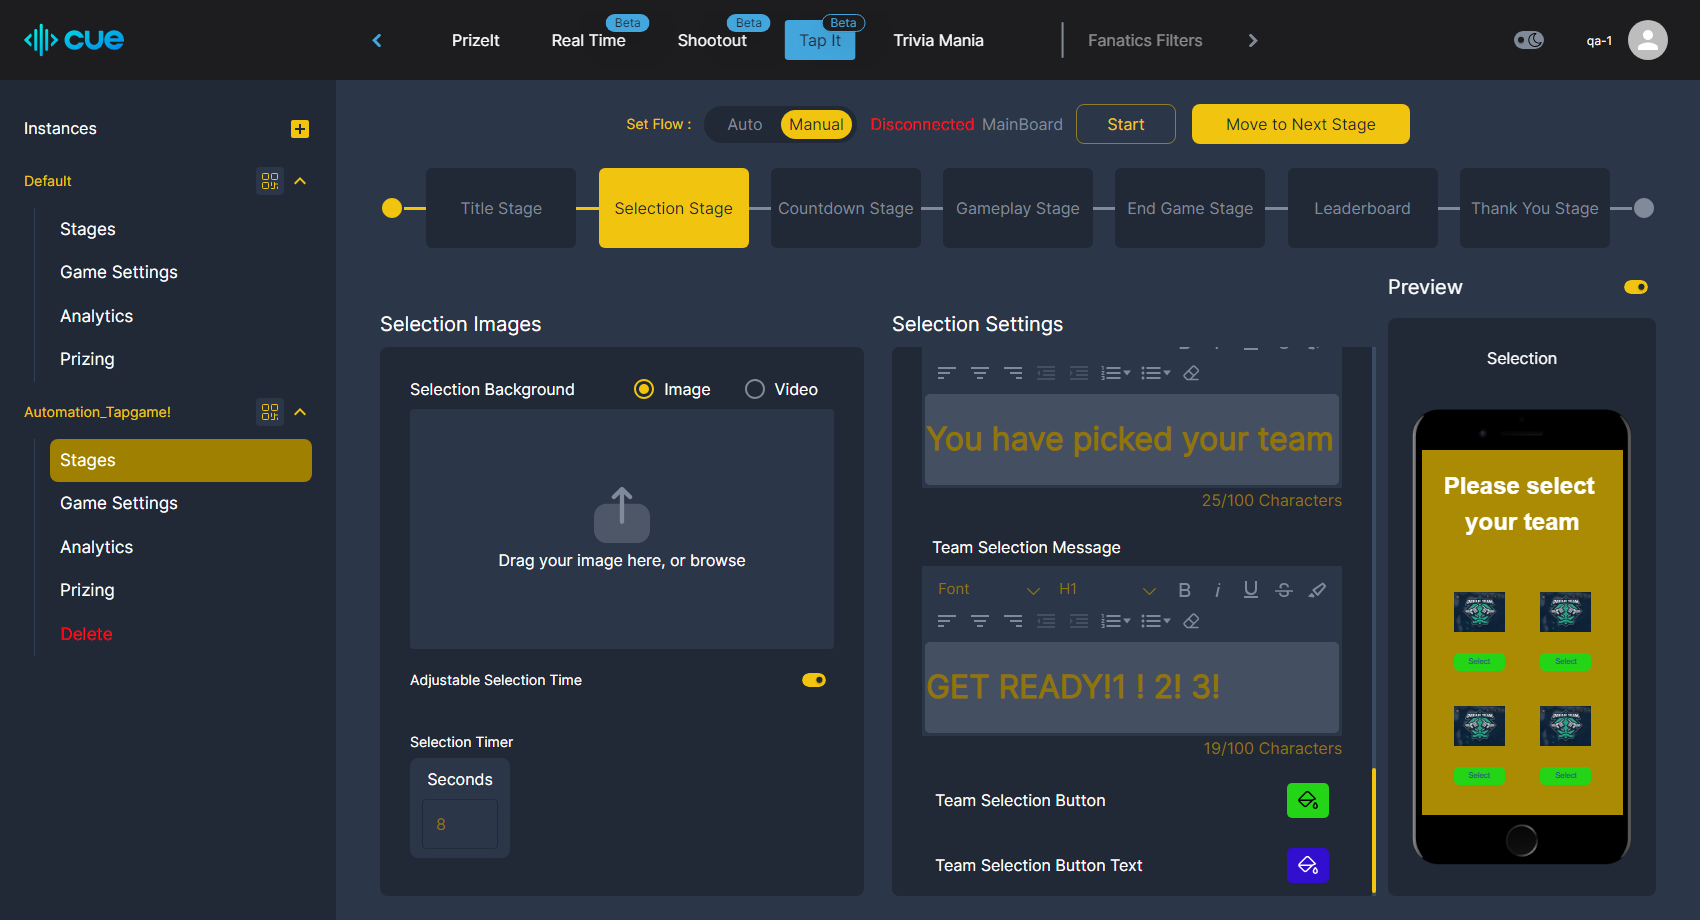 cue
PrizeIt
Real Time
Beta
Shootout
Beta
Tap It
Beta
Trivia Mania
Fanatics Filters
qa-1
Instances
Default
Stages
Game Settings
Analytics
Prizing
Automation_Tapgame!
Stages
Game Settings
Analytics
Prizing
Delete
Set Flow :
Auto
Manual
Disconnected MainBoard
Start
Move to Next Stage
Title Stage
Selection Stage
Countdown Stage
Gameplay Stage
End Game Stage
Leaderboard
Thank You Stage
Selection Images
Selection Background
Image
Video
Drag your image here, or browse
Adjustable Selection Time
Selection Timer
Seconds
8
Selection Settings
You have picked your team
25/100 Characters
Team Selection Message
Font
H1
B
i
U
S
GET READY!1 ! 2! 3!
19/100 Characters
Team Selection Button
Team Selection Button Text
Preview
Selection
Please select
your team
Select
Select
Select
Select